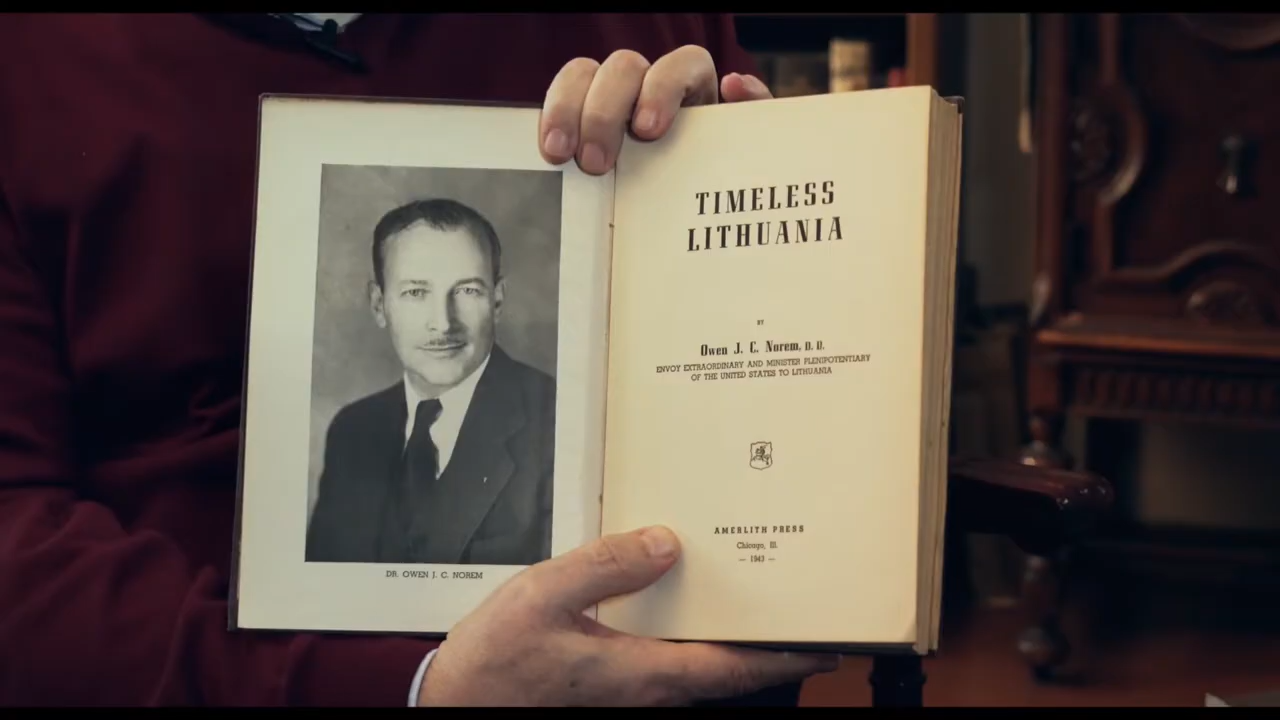 DR. OWEN J. C. NOREM
TIMELESS
LITHUANIA
BY
Owen J. C. Norem, D. D.
ENVOY EXTRAORDINARY AND MINISTER PLENIPOTENTIARY
OF THE UNITED STATES TO LITHUANIA
AMERLITH PRESS
Chicago, Ill.
— 1943 —